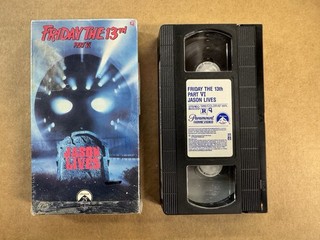 FRIDAY THE 13TH
PART VI
JASON
LIVES
FRIDAY THE 13th
PART VI
JASON LIVES
R
Paramount